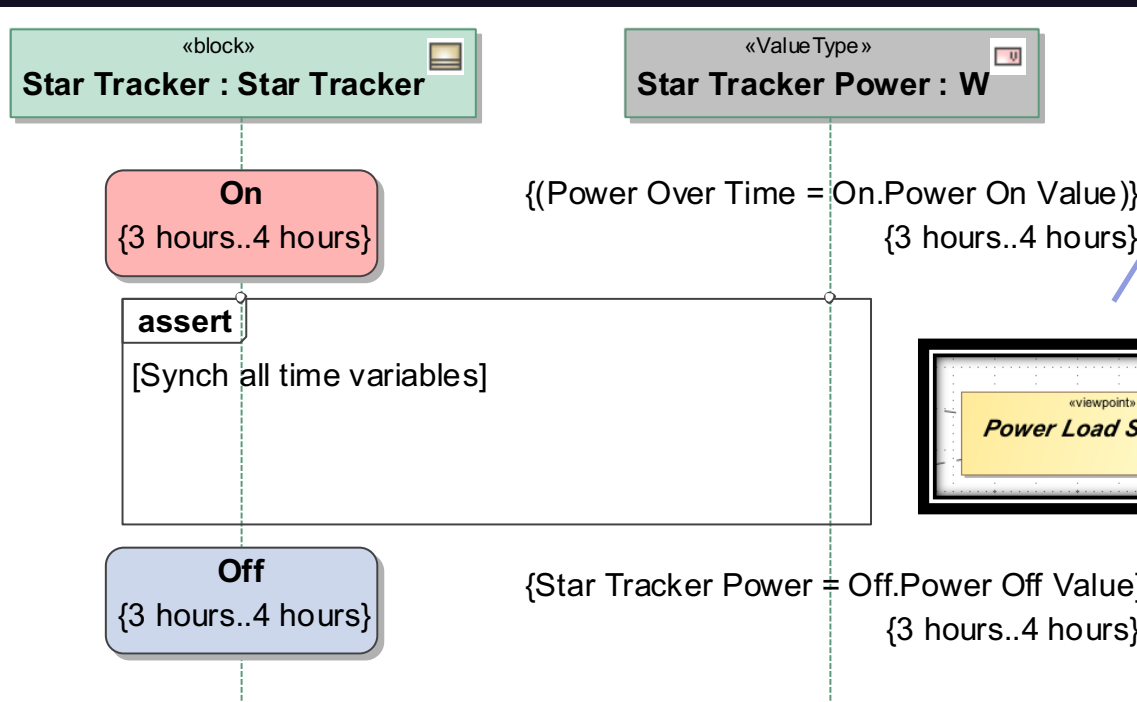 «block»
Star Tracker : Star Tracker
«ValueType»
Star Tracker Power : W
On
{3 hours..4 hours}
{(Power Over Time = On.Power On Value)}
{3 hours..4 hours}
assert
[Synch all time variables]
«viewpoint»
Power Load S
Off
{3 hours..4 hours}
{Star Tracker Power = Off.Power Off Value}
{3 hours..4 hours}